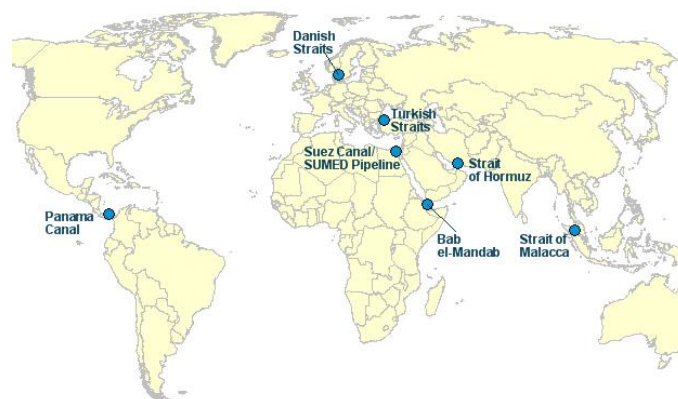 Danish
Straits
Turkish
Straits
Suez Canal/
SUMED Pipeline
Strait
of Hormuz
Panama
Canal
Bab
el-Mandab
Strait of
Malacca